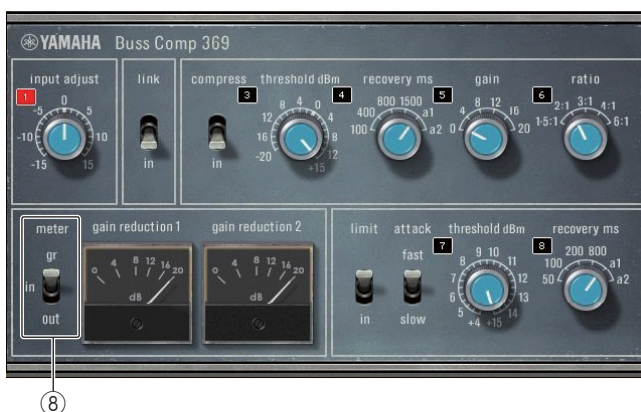 YAMAHA Buss Comp 369
input adjust
1
-15 -10 -5 0 5 10 15
link
in
compress
in
3
threshold dBm
4
-20 16 12 8 4 0 4 8 12 +15
recovery ms
100 400 800 1500 a1 a2
5
gain
0 4 8 12 16 20
6
ratio
1·5:1 2:1 3:1 4:1 6:1
meter
gr
in
out
gain reduction 1
0 4 8 12 16 20
dB
gain reduction 2
0 4 8 12 16 20
dB
limit
in
attack
fast
slow
7
threshold dBm
+4 5 6 7 8 9 10 11 12 13 14 +15
8
recovery ms
50 100 200 800 a1 a2
⑧